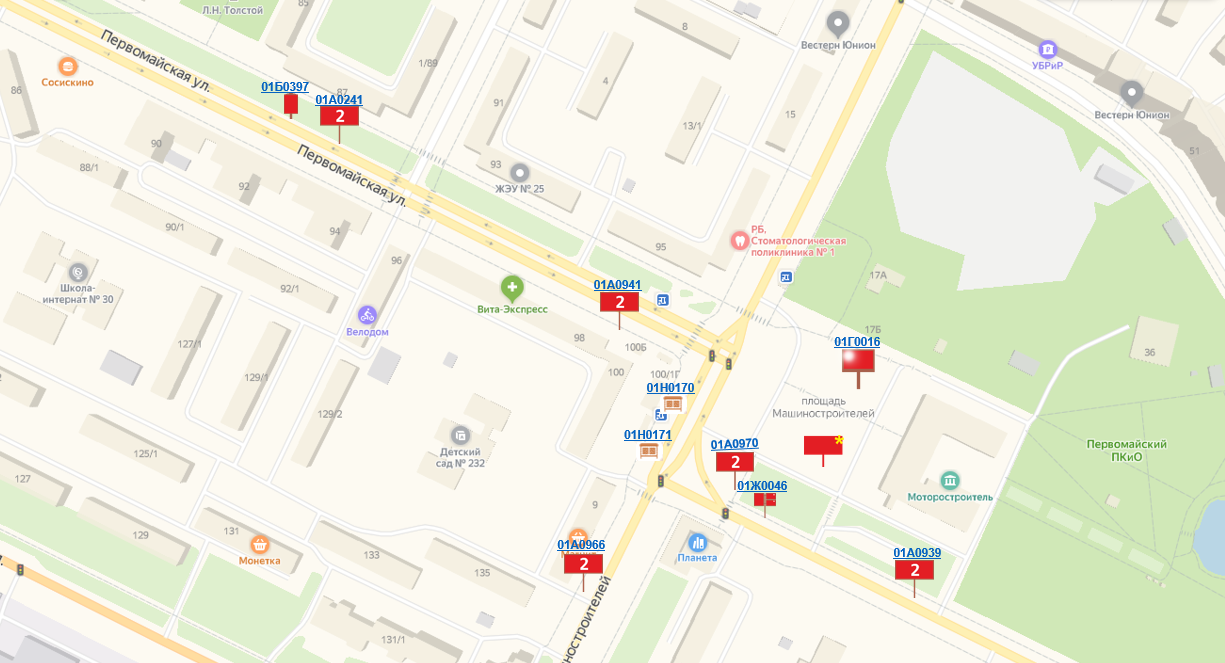 Л.Н. Толстой
8
Вестерн Юнион
УБРиР
Первомайская ул.
1/89
Сосискино
86
01Б0397
87
01А0241
2
91
4
15
13/1
Вестерн Юнион
51
90
88/1
93
ЖЭУ № 25
Первомайская ул.
92
94
90/1
95
РБ.
Стоматологическая
поликлиника № 1
96
17А
Школа-
интернат № 30
92/1
01А0941
2
Вита-Экспресс
Велодом
17Б
127/1
98
100Б
01Г0016
36
129/1
100
100/1Г
01Н0170
площадь
Машиностроителей
129/2
01Н0171
01А0970
2
Первомайский
ПКиО
125/1
Детский
сад № 232
127
01Ж0046
Моторостроитель
9
129
131
Монетка
133
01А0966
2
Планета
01А0939
2
135
131/1